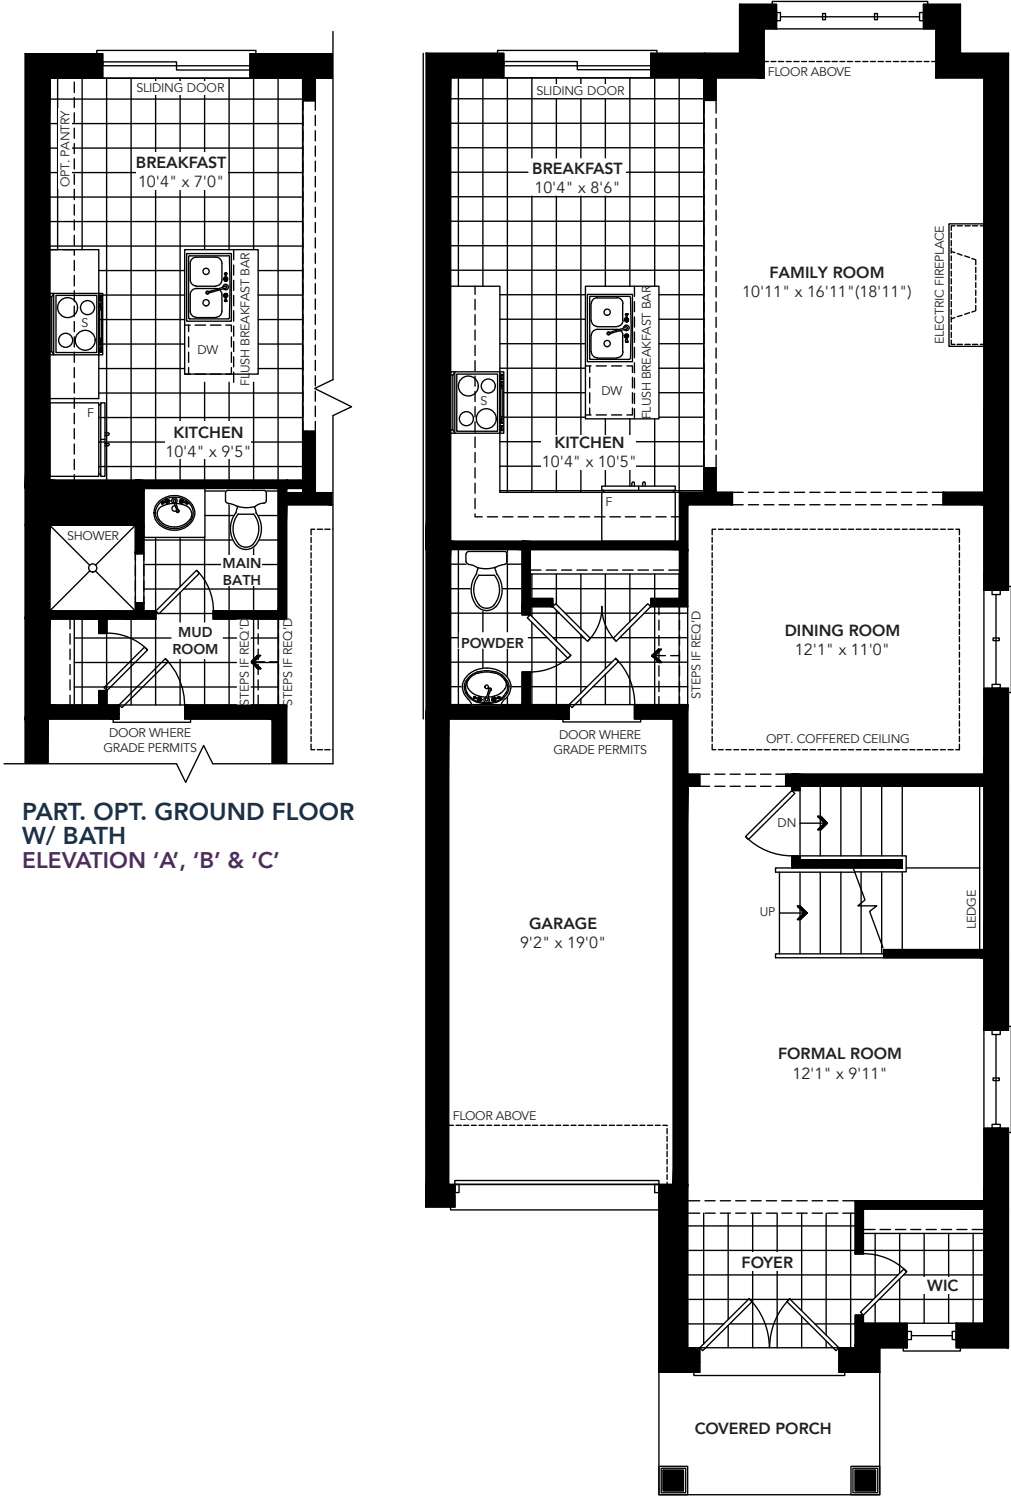 SLIDING DOOR
OPT. PANTRY
BREAKFAST
10'4" x 7'0"
FLUSH BREAKFAST BAR
S
DW
F
KITCHEN
10'4" x 9'5"
SHOWER
MAIN
BATH
MUD
ROOM
STEPS IF REQ'D
STEPS IF REQ'D
DOOR WHERE
GRADE PERMITS
PART. OPT. GROUND FLOOR
W/ BATH
ELEVATION ‘A’, ‘B’ & ‘C’
FLOOR ABOVE
SLIDING DOOR
BREAKFAST
10'4" x 8'6"
FAMILY ROOM
10'11" x 16'11"(18'11")
ELECTRIC FIREPLACE
FLUSH BREAKFAST BAR
DW
S
KITCHEN
10'4" x 10'5"
F
POWDER
STEPS IF REQ'D
DINING ROOM
12'1" x 11'0"
OPT. COFFERED CEILING
DOOR WHERE
GRADE PERMITS
DN
UP
LEDGE
GARAGE
9'2" x 19'0"
FORMAL ROOM
12'1" x 9'11"
FLOOR ABOVE
FOYER
WIC
COVERED PORCH